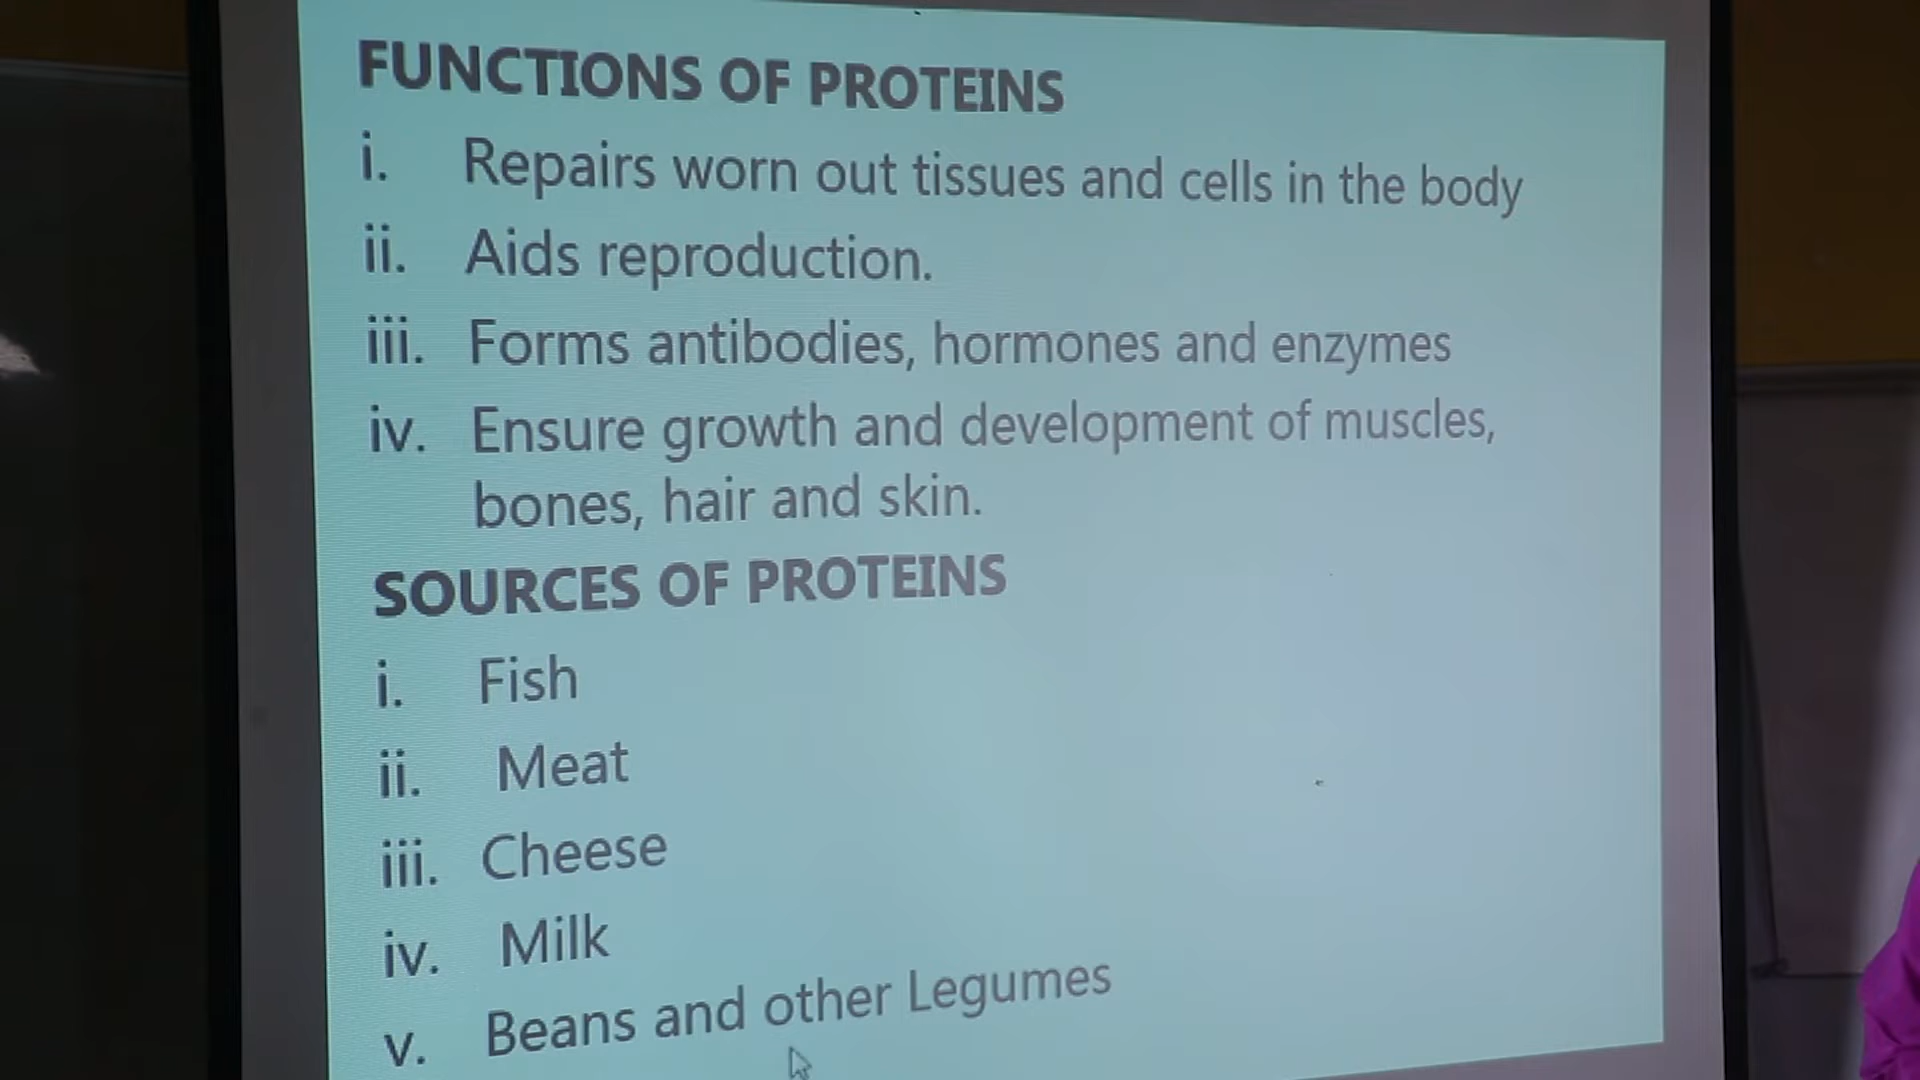 FUNCTIONS OF PROTEINS
i. Repairs worn out tissues and cells in the body
ii. Aids reproduction.
iii. Forms antibodies, hormones and enzymes
iv. Ensure growth and development of muscles,
bones, hair and skin.
SOURCES OF PROTEINS
i. Fish
ii. Meat
iii. Cheese
iv. Milk
v. Beans and other Legumes